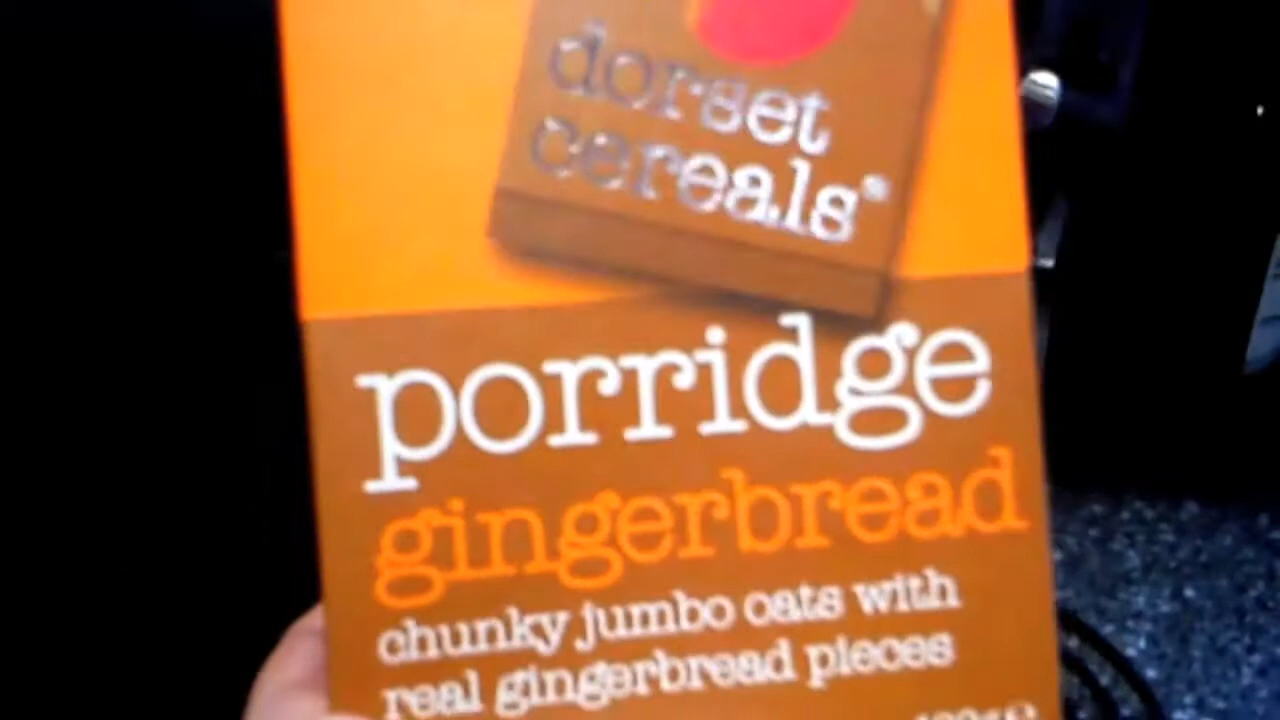 dorset
cereals®
porridge
gingerbread
chunky jumbo oats with
real gingerbread pieces